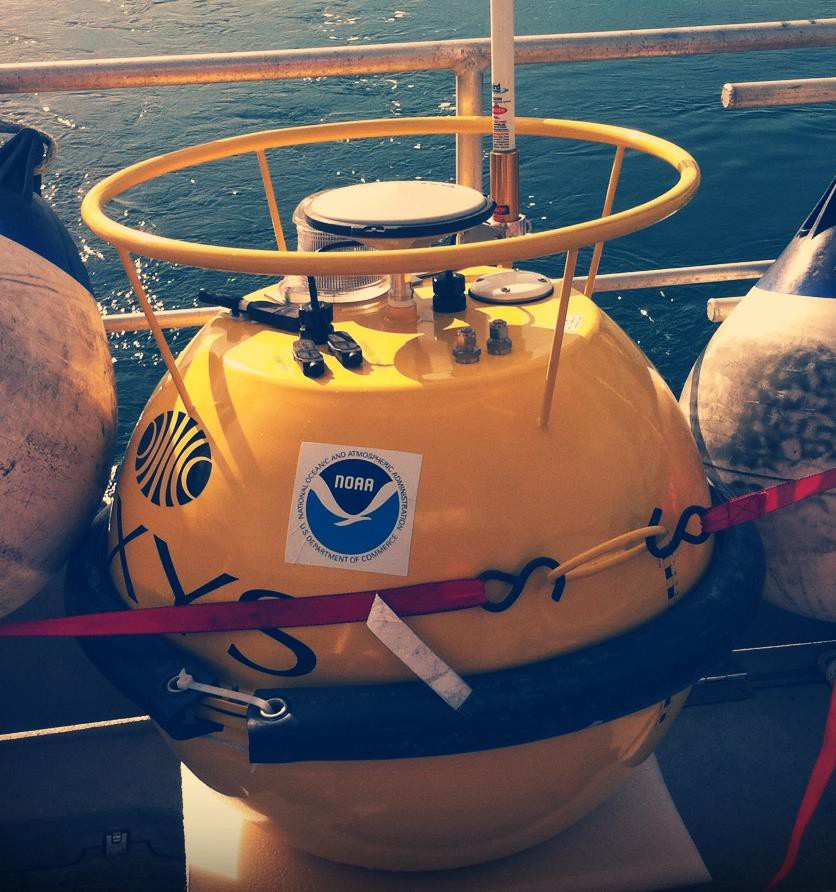 NOAA
NATIONAL OCEANIC AND ATMOSPHERIC ADMINISTRATION
U.S. DEPARTMENT OF COMMERCE
XYS